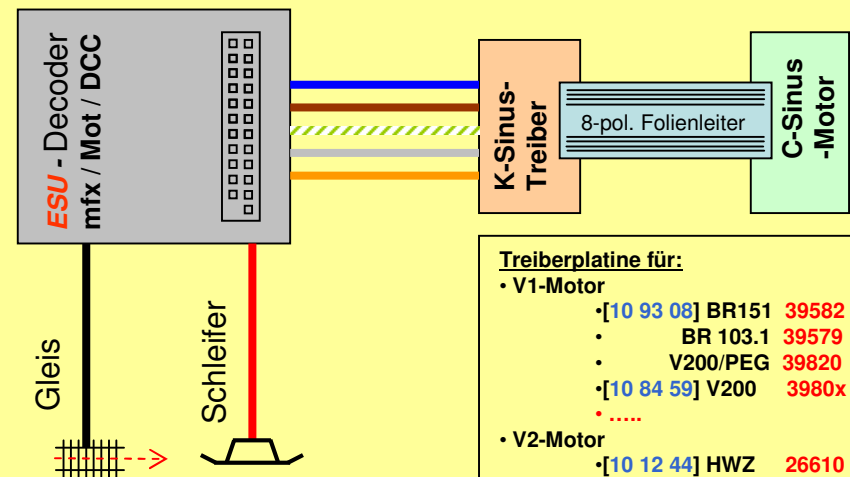 ESU - Decoder
mfx / Mot / DCC
K-Sinus-
Treiber
8-pol. Folienleiter
C-Sinus
-Motor
Gleis
Schleifer
Treiberplatine für:
• V1-Motor
•[10 93 08] BR151 39582
• BR 103.1 39579
• V200/PEG 39820
•[10 84 59] V200 3980x
• .....
• V2-Motor
•[10 12 44] HWZ 26610